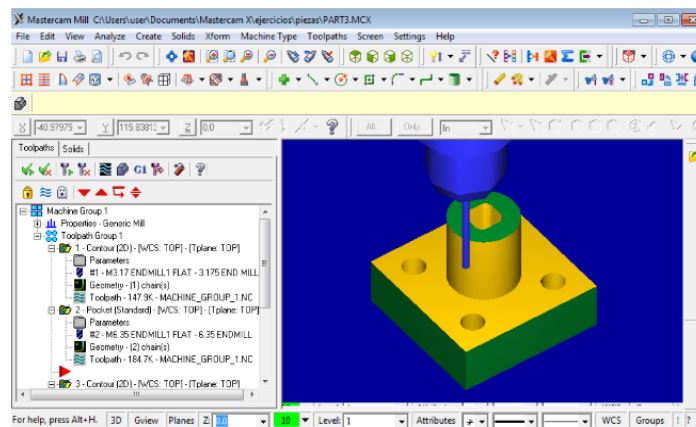 Mastercam Mill C:\Users\user\Documents\Mastercam X\ejercicios\piezas\PART3.MCX
File Edit View Analyze Create Solids Xform Machine Type Toolpaths Screen Settings Help
X -40.97975 Y 115.83813 Z 0.0 All... Only... In
Toolpaths Solids
G1
Machine Group 1
Properties - Generic Mill
Toolpath Group 1
1 - Contour (2D) - [WCS: TOP] - [Tplane: TOP]
Parameters
#1 - M3.17 ENDMILL1 FLAT - 3.175 END MILL
Geometry - (1) chain(s)
Toolpath - 147.9K - MACHINE_GROUP_1.NC
2 - Pocket (Standard) - [WCS: TOP] - [Tplane: TOP]
Parameters
#2 - M6.35 ENDMILL1 FLAT - 6.35 ENDMILL
Geometry - (2) chain(s)
Toolpath - 184.7K - MACHINE_GROUP_1.NC
3 - Contour (2D) - [WCS: TOP] - [Tplane: TOP]
For help, press Alt+H. 3D Gview Planes Z: 0.0 10 Level: 1 Attributes WCS Groups ! ?